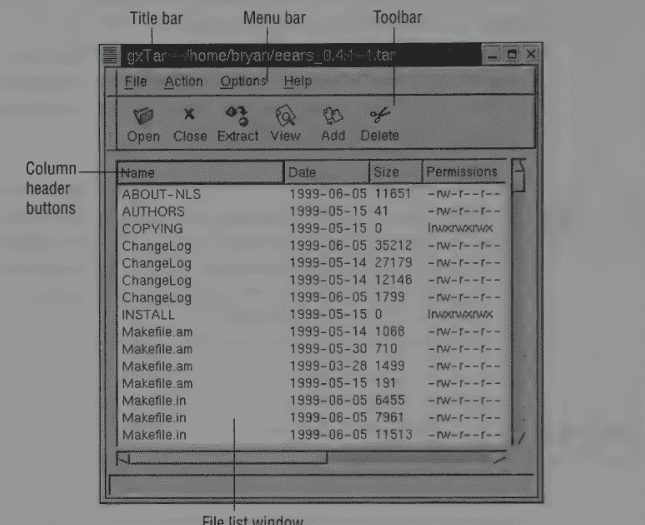 Title bar
Menu bar
Toolbar
gxTar - /home/bryan/eears_0.4.1-1.tar
File Action Options Help
Open Close Extract View Add Delete
Column
header
buttons
Name Date Size Permissions
ABOUT-NLS 1999-06-05 11651 -rw-r--r--
AUTHORS 1999-05-15 41 -rw-r--r--
COPYING 1999-05-15 0 lrwxrwxrwx
ChangeLog 1999-06-05 35212 -rw-r--r--
ChangeLog 1999-05-14 27179 -rw-r--r--
ChangeLog 1999-05-14 12146 -rw-r--r--
ChangeLog 1999-06-05 1799 -rw-r--r--
INSTALL 1999-05-15 0 lrwxrwxrwx
Makefile.am 1999-05-14 1068 -rw-r--r--
Makefile.am 1999-05-30 710 -rw-r--r--
Makefile.am 1999-03-28 1499 -rw-r--r--
Makefile.am 1999-05-15 191 -rw-r--r--
Makefile.in 1999-06-05 6455 -rw-r--r--
Makefile.in 1999-06-05 7961 -rw-r--r--
Makefile.in 1999-06-05 11513 -rw-r--r--
File list window